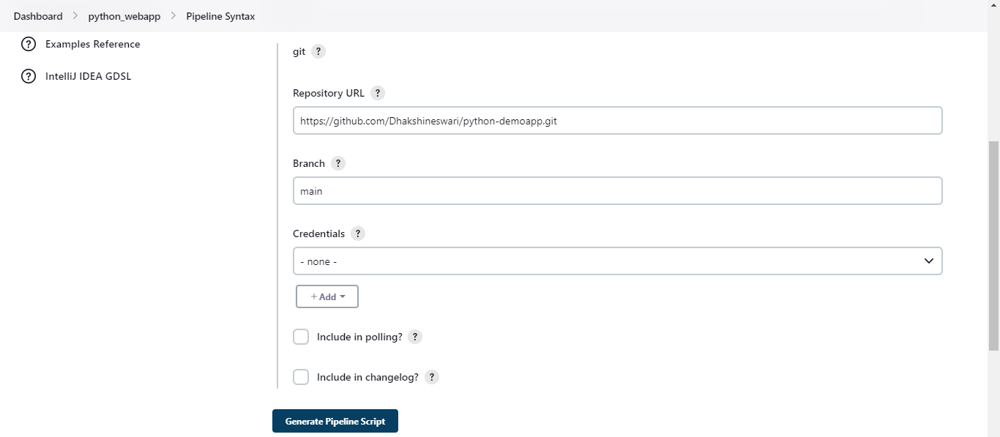 Dashboard > python_webapp > Pipeline Syntax
? Examples Reference
? IntelliJ IDEA GDSL
git ?
Repository URL ?
https://github.com/Dhakshineswari/python-demoapp.git
Branch ?
main
Credentials ?
- none -
+ Add
Include in polling? ?
Include in changelog? ?
Generate Pipeline Script